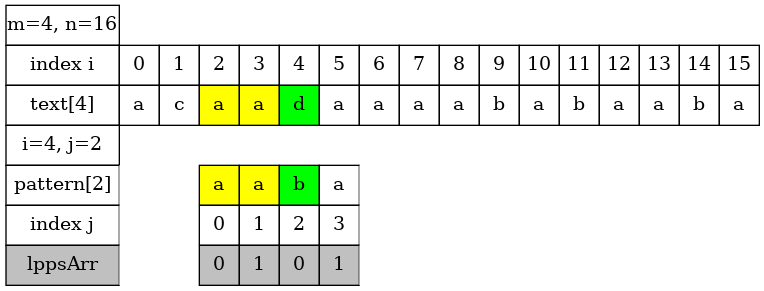 m=4, n=16
index i 0 1 2 3 4 5 6 7 8 9 10 11 12 13 14 15
text[4] a c a a d a a a a b a b a a b a
i=4, j=2
pattern[2] a a b a
index j 0 1 2 3
lppsArr 0 1 0 1